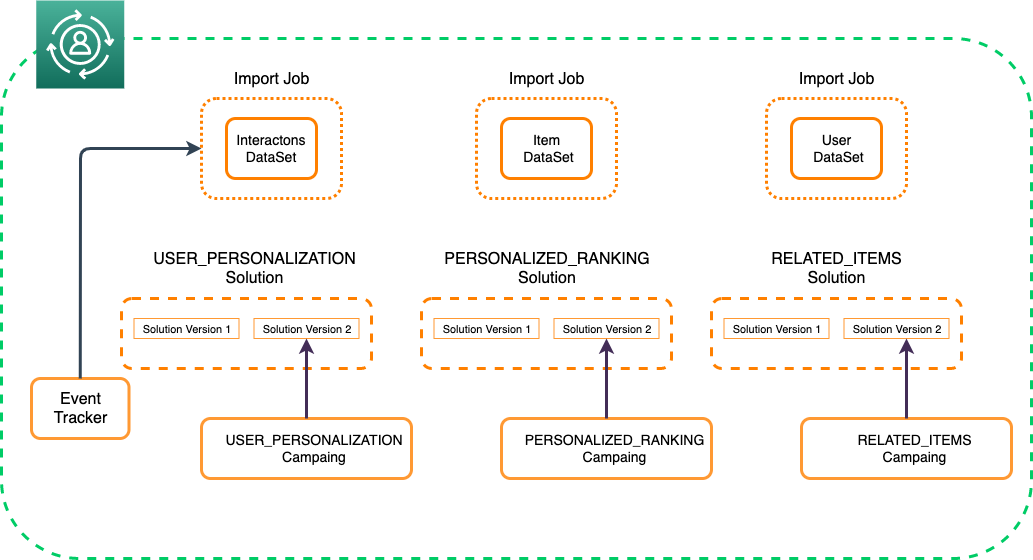 Import Job
Import Job
Import Job
Interactons
DataSet
Item
DataSet
User
DataSet
USER_PERSONALIZATION
Solution
PERSONALIZED_RANKING
Solution
RELATED_ITEMS
Solution
Solution Version 1
Solution Version 2
Solution Version 1
Solution Version 2
Solution Version 1
Solution Version 2
Event
Tracker
USER_PERSONALIZATION
Campaing
PERSONALIZED_RANKING
Campaing
RELATED_ITEMS
Campaing